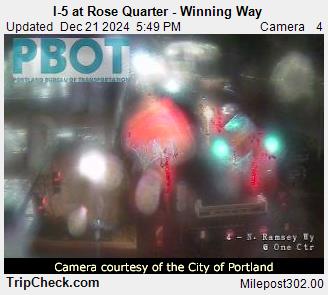 I-5 at Rose Quarter - Winning Way
Updated Dec 21 2024 5:49 PM Camera 4
PBOT
PORTLAND BUREAU OF TRANSPORTATION
4 - N. Ramsey Wy
@ One Ctr
Camera courtesy of the City of Portland
TripCheck.com Milepost302.00